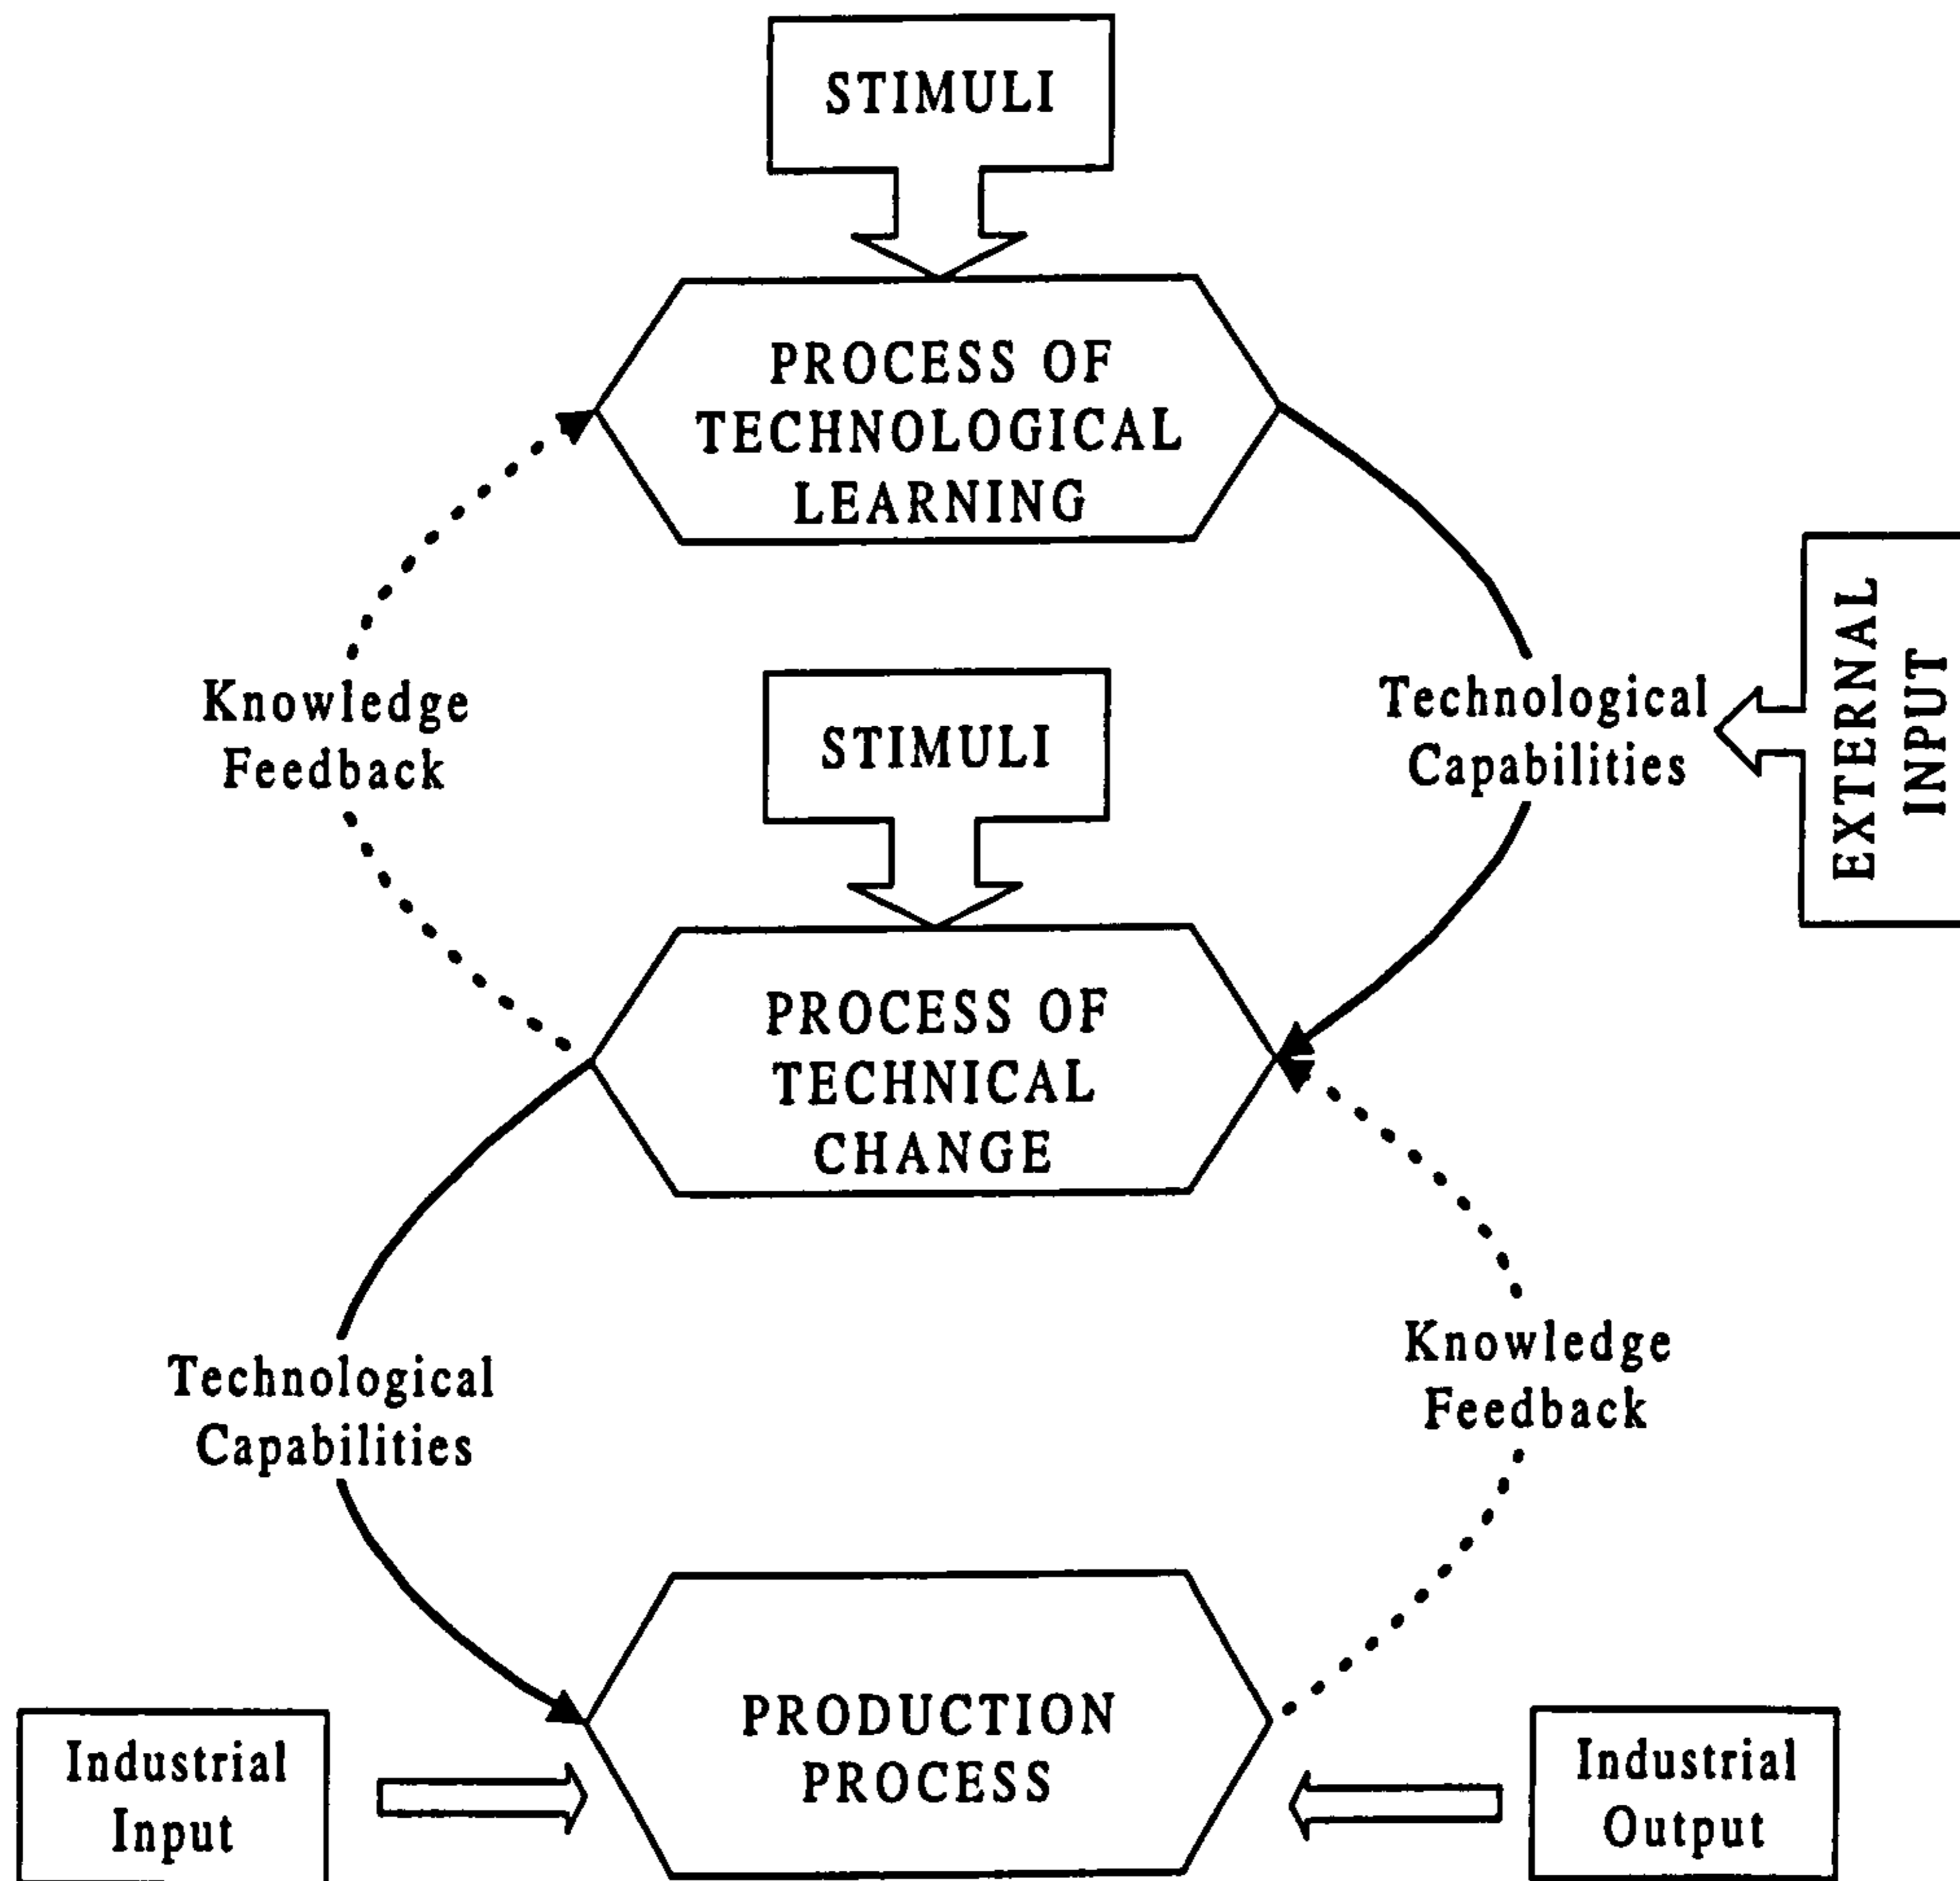 STIMULI
PROCESS OF
TECHNOLOGICAL
LEARNING
Knowledge
Feedback
Technological
Capabilities
EXTERNAL
INPUT
STIMULI
PROCESS OF
TECHNICAL
CHANGE
Technological
Capabilities
Knowledge
Feedback
PRODUCTION
PROCESS
Industrial
Input
Industrial
Output